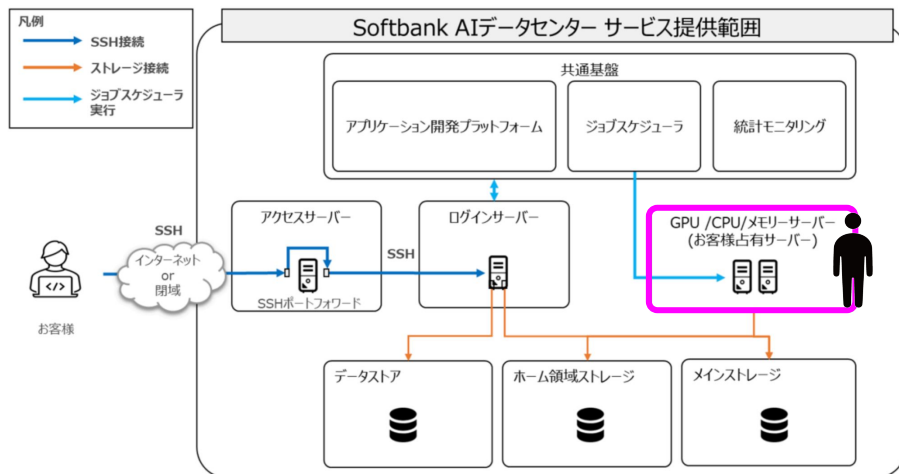 凡例
SSH接続
ストレージ接続
ジョブスケジューラ
実行
Softbank AIデータセンター サービス提供範囲
共通基盤
アプリケーション開発プラットフォーム
ジョブスケジューラ
統計モニタリング
アクセスサーバー
ログインサーバー
GPU /CPU/メモリーサーバー
(お客様占有サーバー)
SSH
インターネット
or
閉域
SSH
SSHポートフォワード
お客様
データストア
ホーム領域ストレージ
メインストレージ